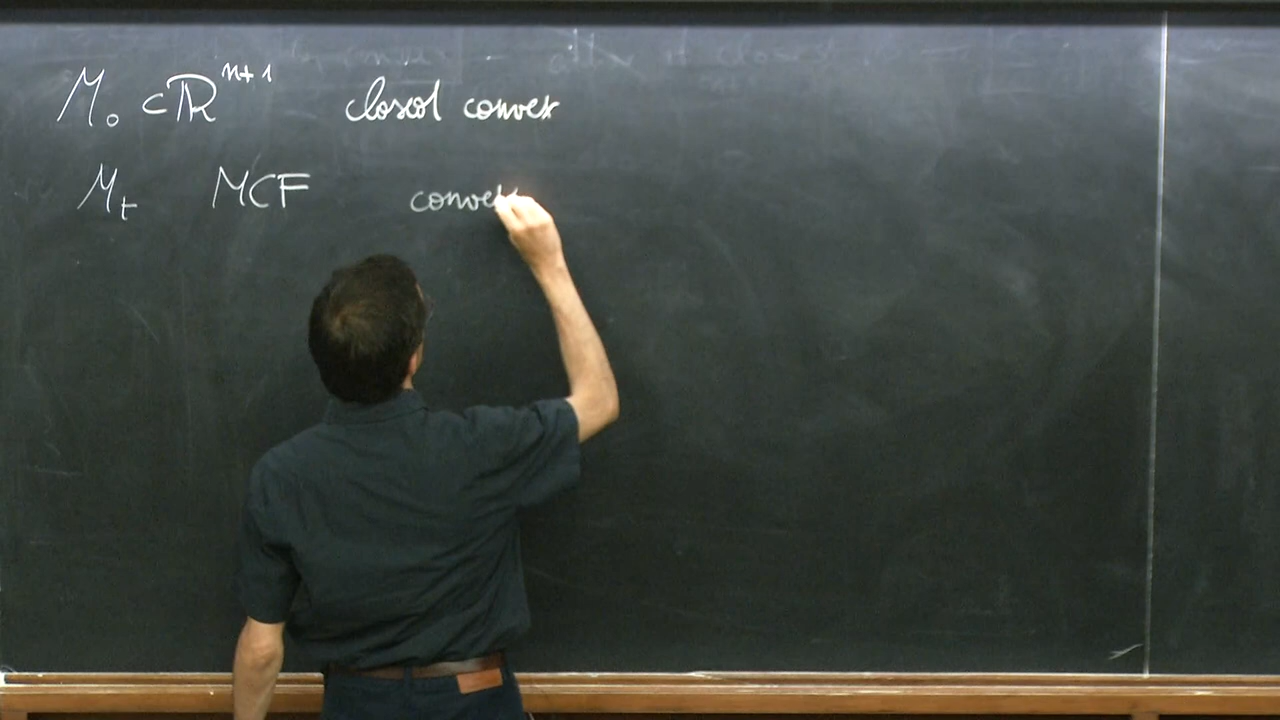 M₀ ⊂ ℝⁿ⁺¹ closed convex
Mₜ MCF convex